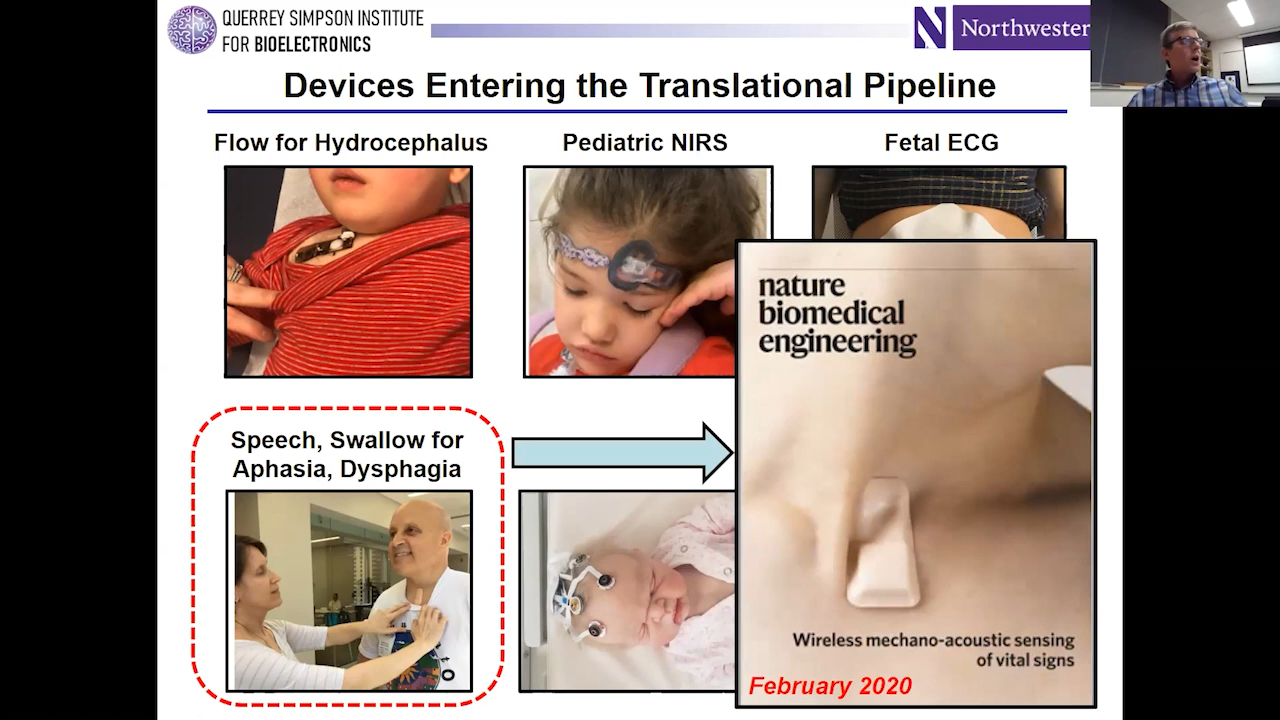 QUERREY SIMPSON INSTITUTE
FOR BIOELECTRONICS
N Northwester
Devices Entering the Translational Pipeline
Flow for Hydrocephalus
Pediatric NIRS
Fetal ECG
nature
biomedical
engineering
Speech, Swallow for
Aphasia, Dysphagia
Wireless mechano-acoustic sensing
of vital signs
February 2020